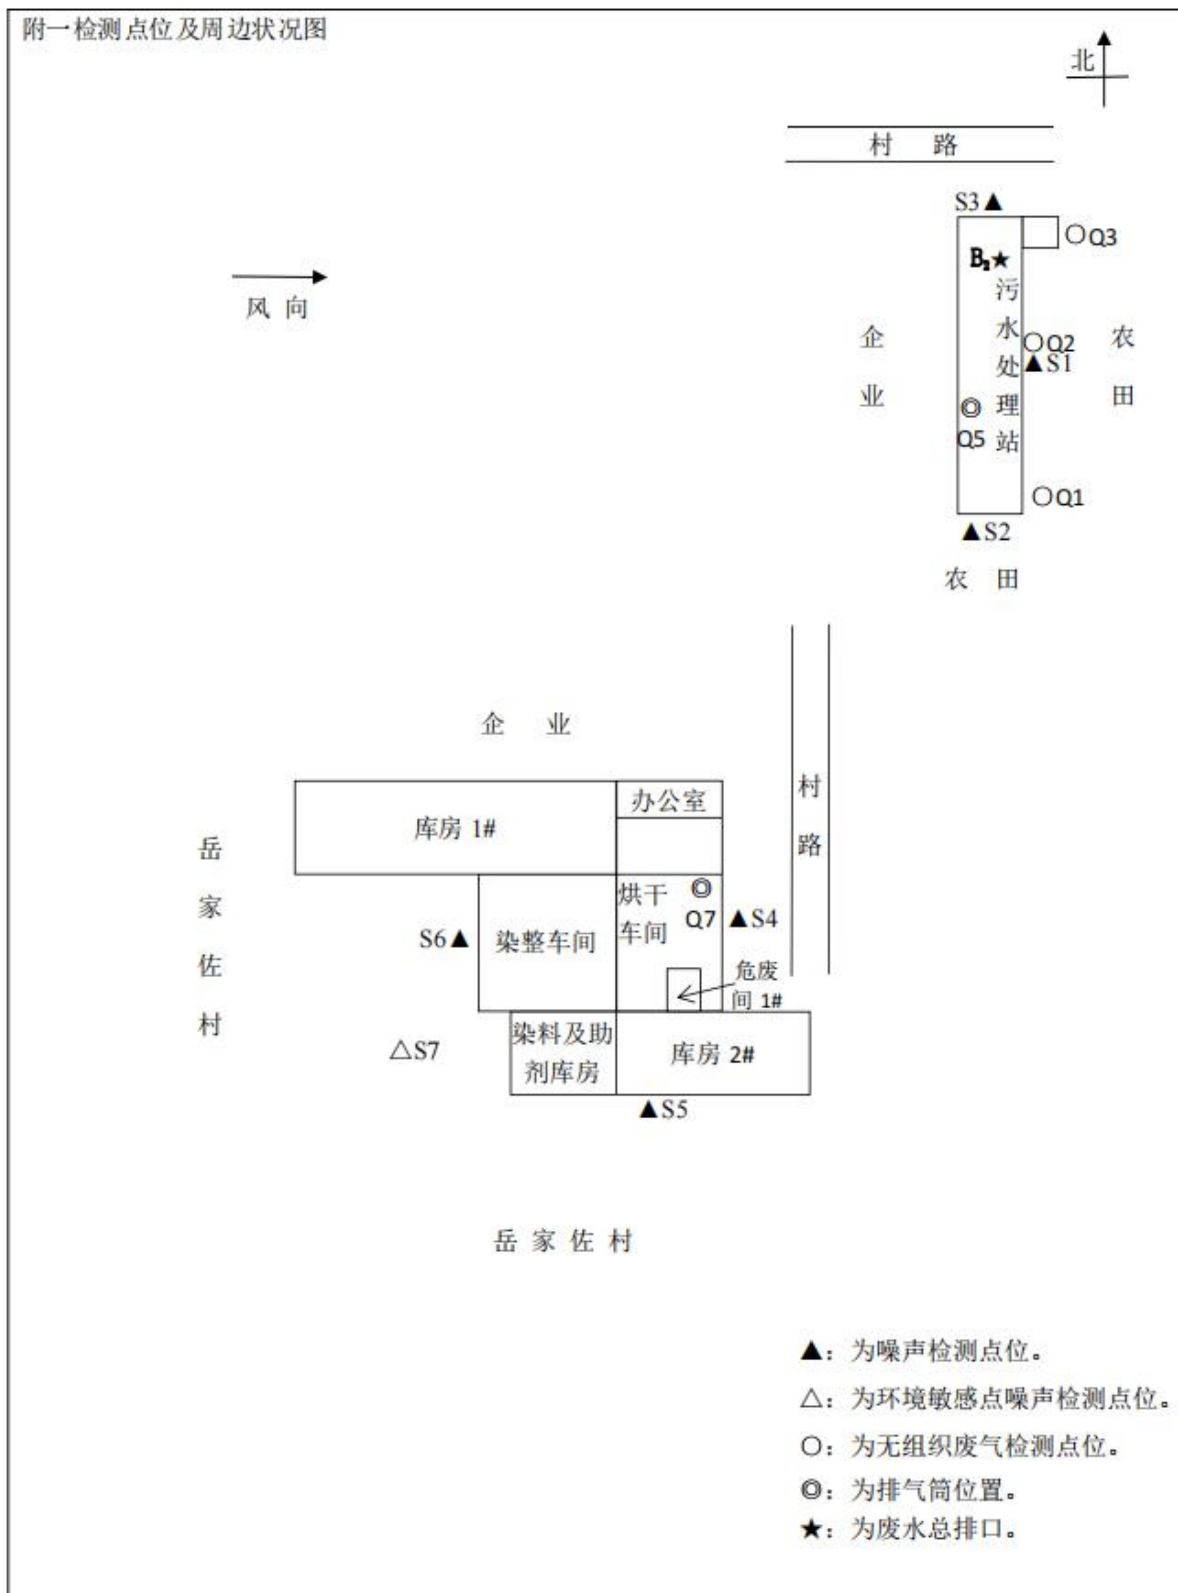 附一检测点位及周边状况图
北
村 路
S3▲
○Q3
B₂★
污水处理站
风 向
企业
○Q2
▲S1
农田
◎
Q5
○Q1
▲S2
农 田
企 业
村路
办公室
库房 1#
岳家佐村
烘干
车间
◎
Q7
▲S4
S6▲
染整车间
危废
间 1#
△S7
染料及助
剂库房
库房 2#
▲S5
岳 家 佐 村
▲：为噪声检测点位。
△：为环境敏感点噪声检测点位。
○：为无组织废气检测点位。
◎：为排气筒位置。
★：为废水总排口。